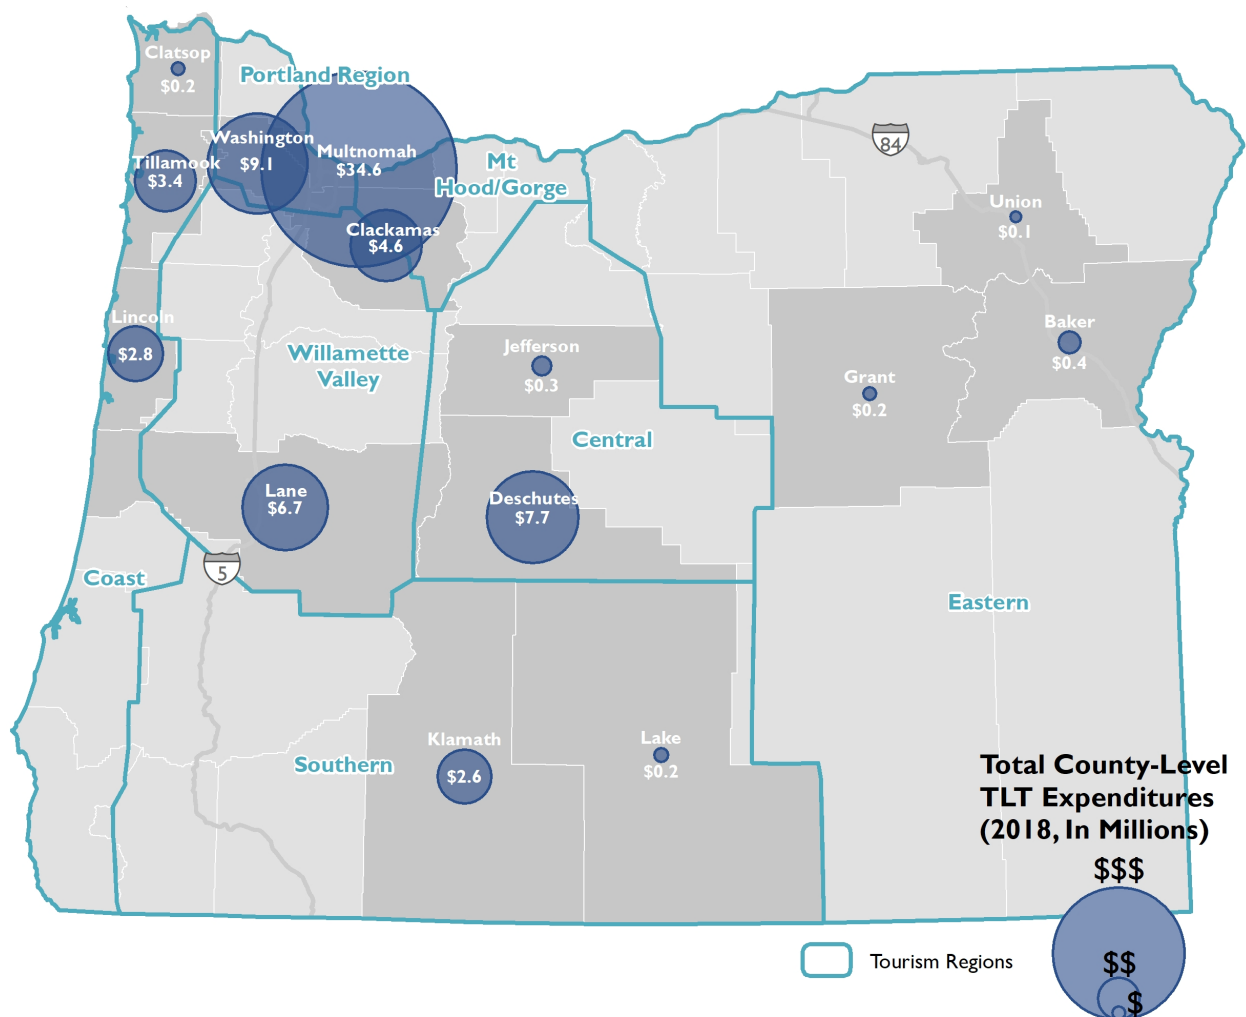 Clatsop
$0.2
Portland Region
Washington
$9.1
Multnomah
$34.6
Tillamook
$3.4
Mt
Hood/Gorge
84
Clackamas
$4.6
Union
$0.1
Lincoln
$2.8
Willamette
Valley
Jefferson
$0.3
Baker
$0.4
Grant
$0.2
Central
Lane
$6.7
Deschutes
$7.7
5
Coast
Eastern
Klamath
$2.6
Lake
$0.2
Southern
Total County-Level
TLT Expenditures
(2018, In Millions)
$$$
$$
$
Tourism Regions